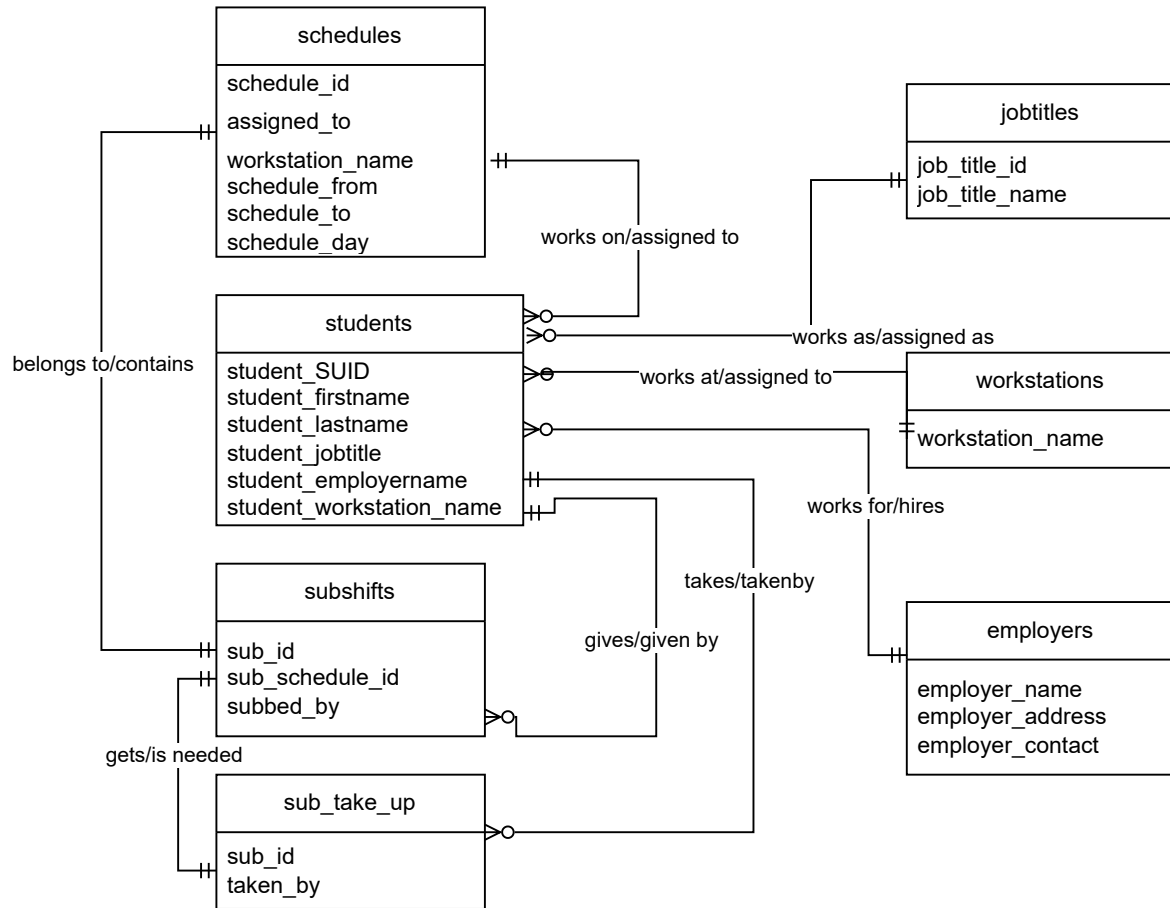 schedules
schedule_id
assigned_to
workstation_name
schedule_from
schedule_to
schedule_day
jobtitles
job_title_id
job_title_name
works on/assigned to
students
student_SUID
student_firstname
student_lastname
student_jobtitle
student_employername
student_workstation_name
works as/assigned as
works at/assigned to
workstations
workstation_name
belongs to/contains
works for/hires
takes/takenby
gives/given by
subshifts
sub_id
sub_schedule_id
subbed_by
employers
employer_name
employer_address
employer_contact
gets/is needed
sub_take_up
sub_id
taken_by